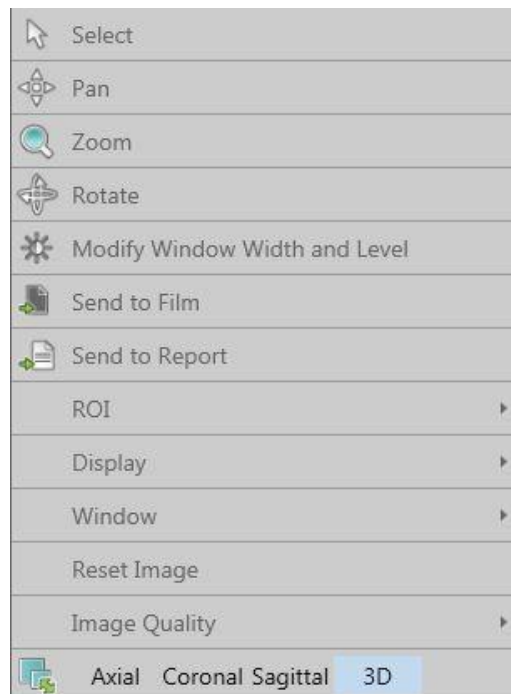 Select
Pan
Zoom
Rotate
Modify Window Width and Level
Send to Film
Send to Report
ROI
Display
Window
Reset Image
Image Quality
Axial Coronal Sagittal 3D